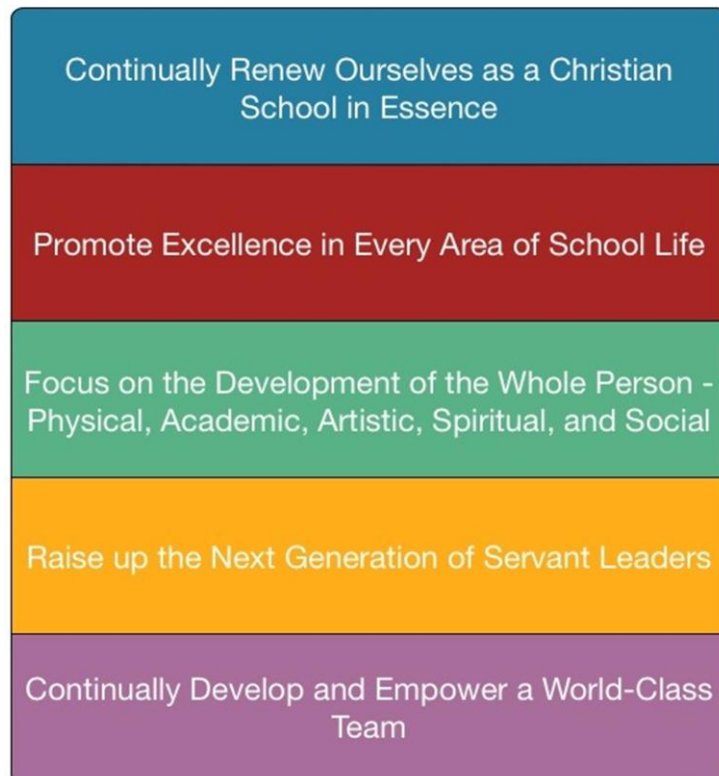 Continually Renew Ourselves as a Christian
School in Essence
Promote Excellence in Every Area of School Life
Focus on the Development of the Whole Person -
Physical, Academic, Artistic, Spiritual, and Social
Raise up the Next Generation of Servant Leaders
Continually Develop and Empower a World-Class
Team